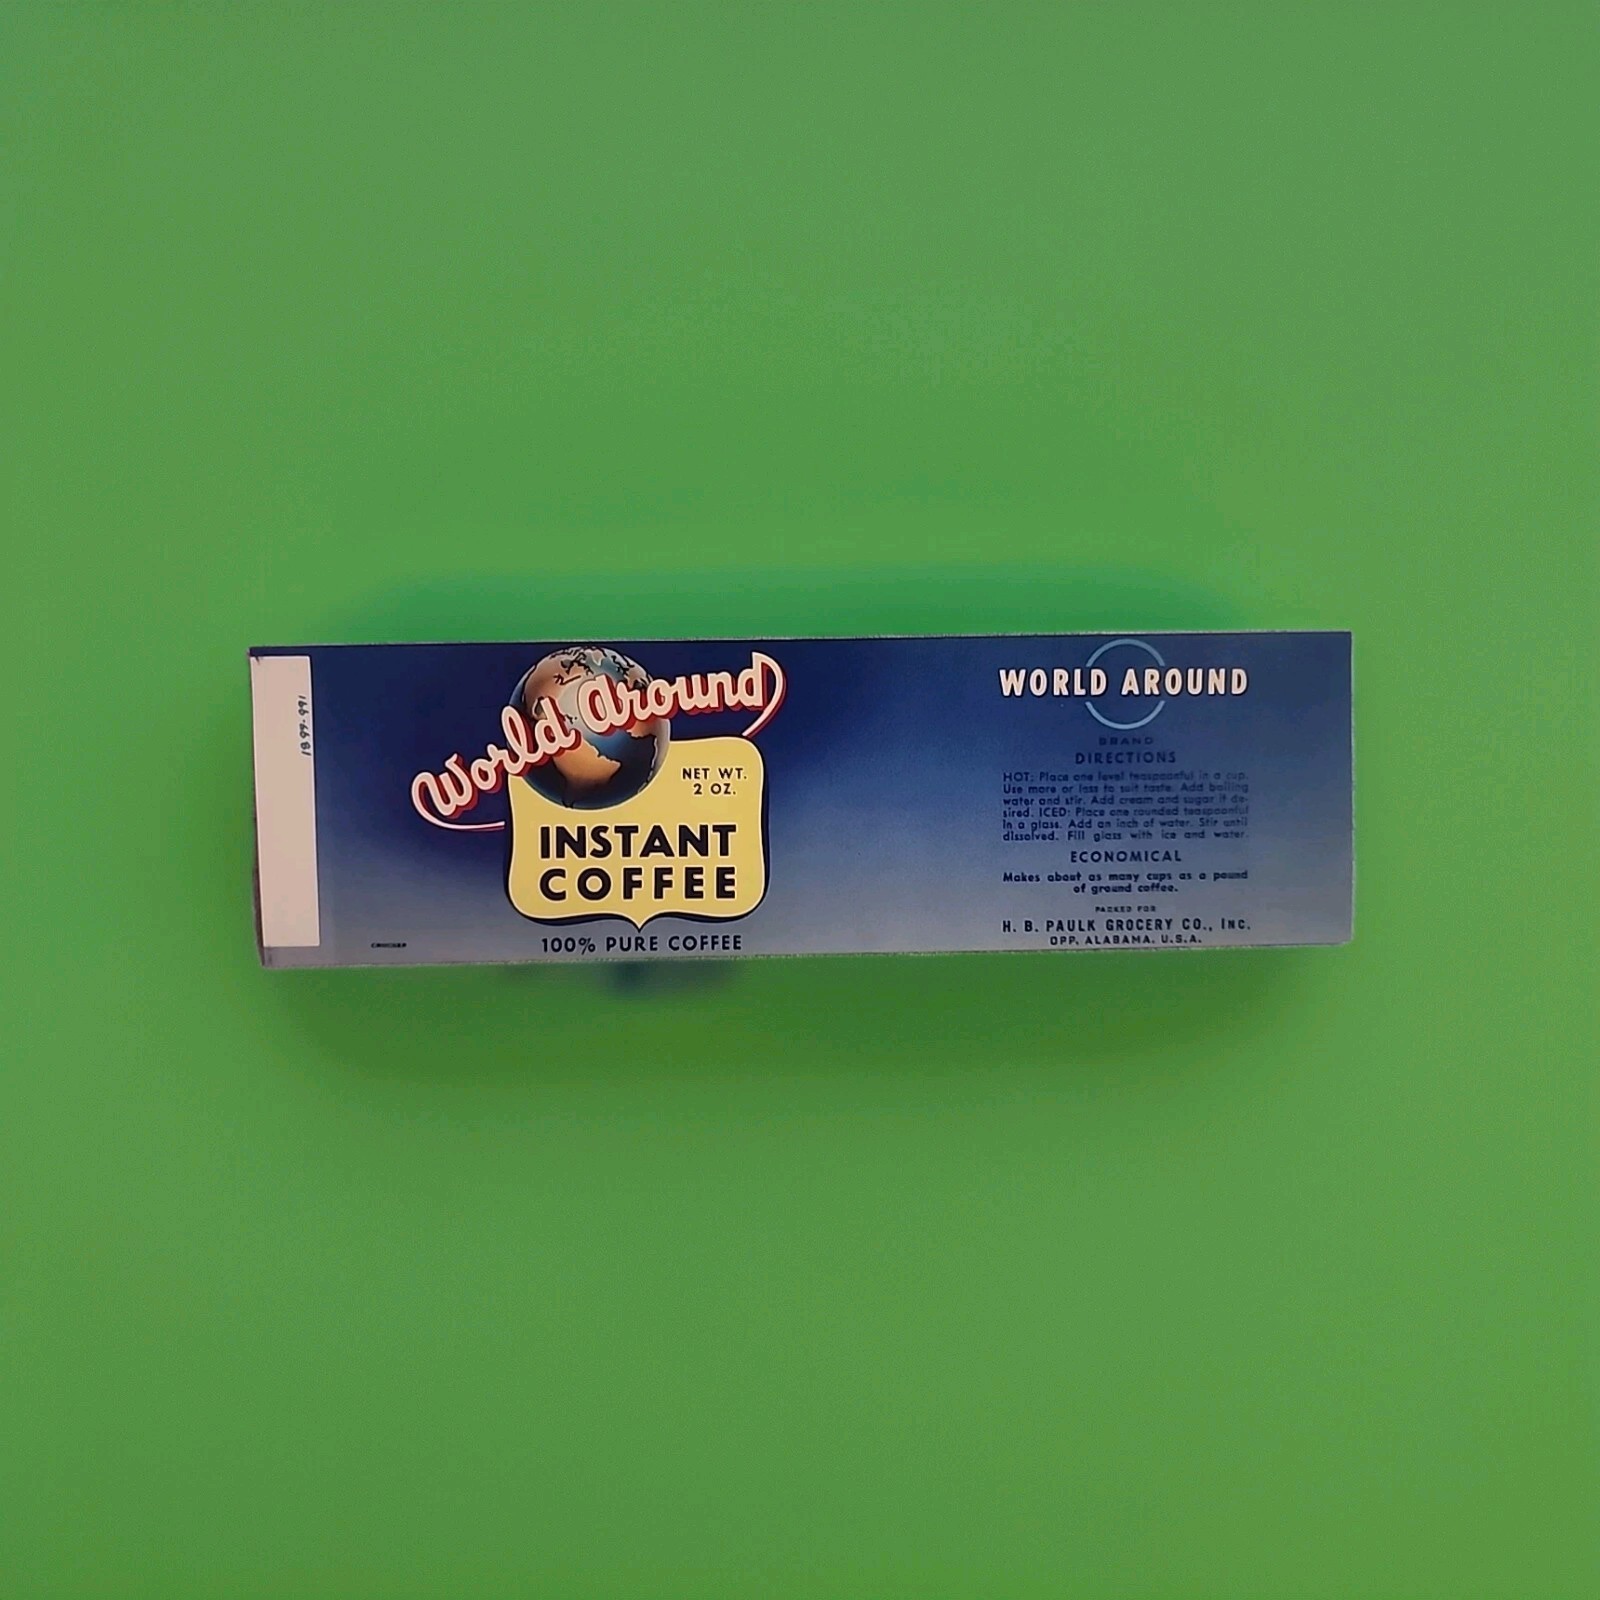 World Around
NET WT.
2 OZ.
INSTANT
COFFEE
100% PURE COFFEE
WORLD AROUND
BRAND
DIRECTIONS
HOT: Place one level teaspoonful in a cup.
Use more or less to suit taste. Add boiling
water and stir. Add cream and sugar if de-
sired. ICED: Place one rounded teaspoonful
in a glass. Add an inch of water. Stir until
dissolved. Fill glass with ice and water.
ECONOMICAL
Makes about as many cups as a pound
of ground coffee.
PACKED FOR
H. B. PAULK GROCERY CO., Inc.
OPP, ALABAMA, U.S.A.